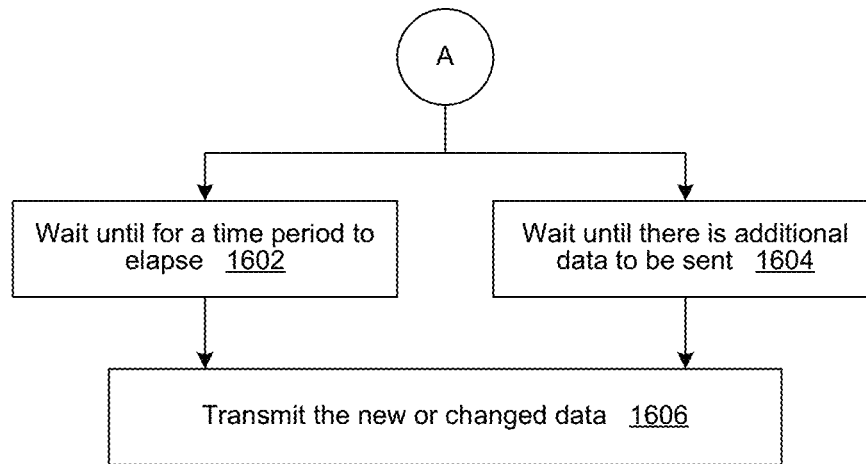 A
Wait until for a time period to
elapse 1602
Wait until there is additional
data to be sent 1604
Transmit the new or changed data 1606